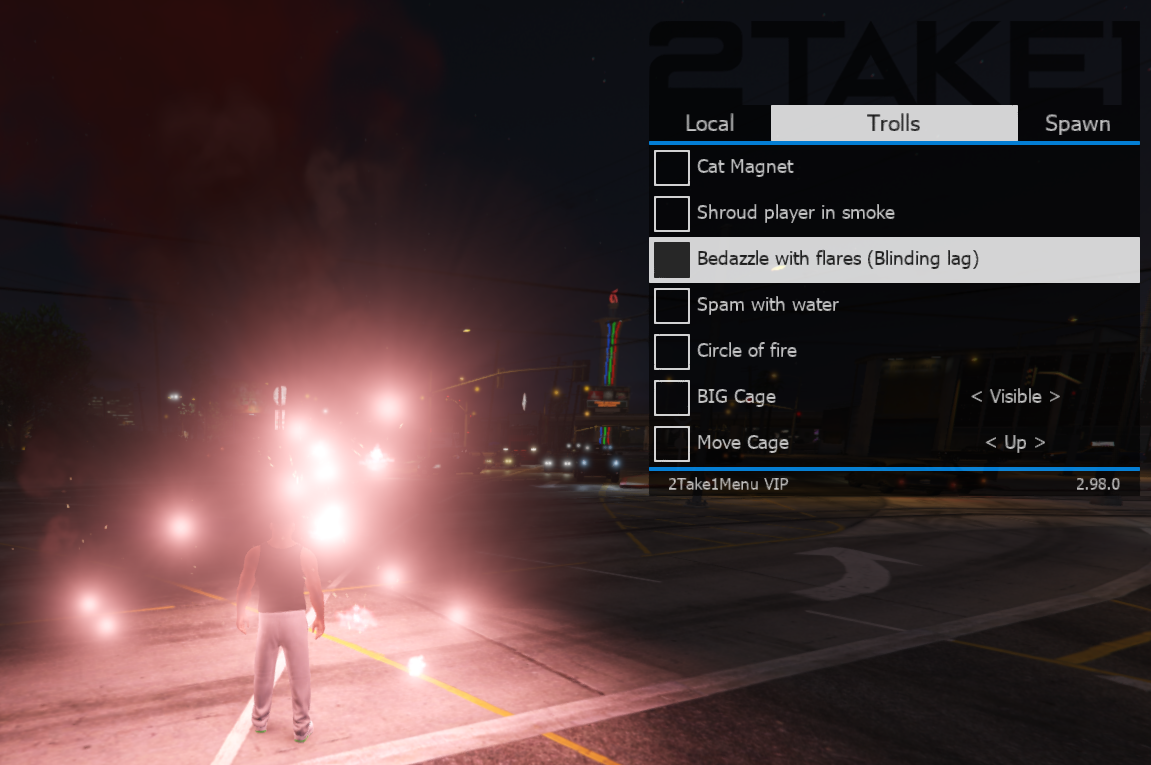 2TAKE1
Local Trolls Spawn
Cat Magnet
Shroud player in smoke
Bedazzle with flares (Blinding lag)
Spam with water
Circle of fire
BIG Cage < Visible >
Move Cage < Up >
2Take1Menu VIP 2.98.0